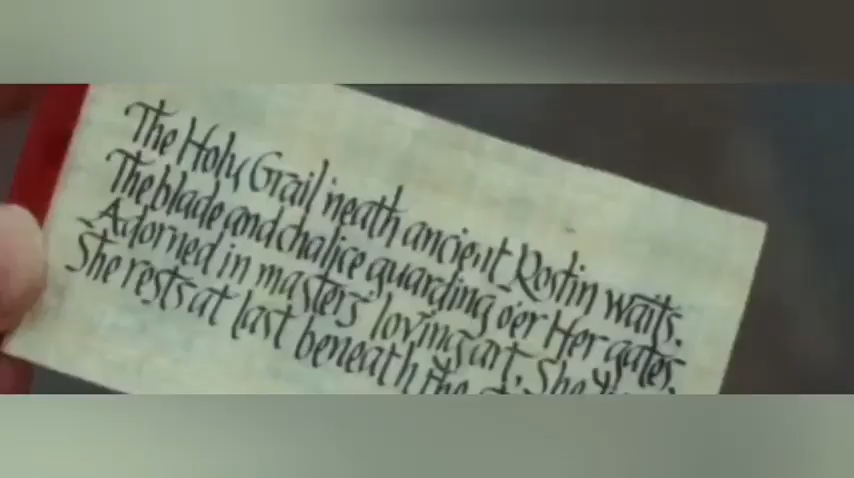 The Holy Grail 'neath ancient Roslin waits.
The blade and chalice guarding o'er Her gates.
Adorned in masters' loving art, She
She rests at last beneath the